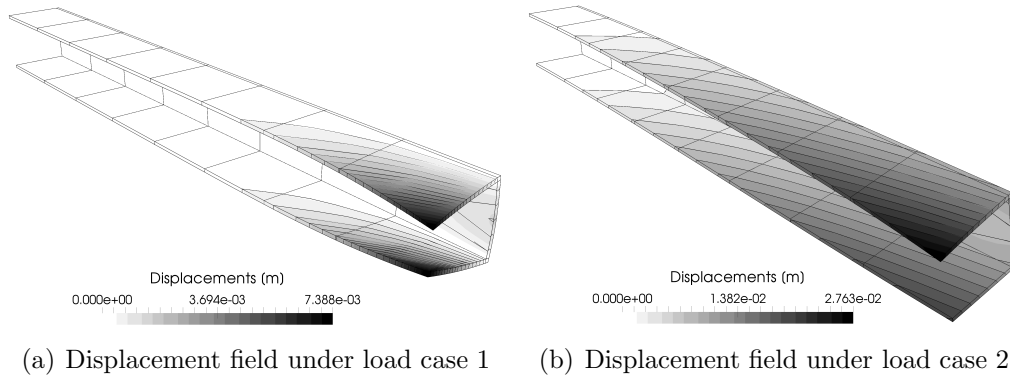 Displacements (m)
0.000e+00 3.694e-03 7.388e-03
Displacements (m)
0.000e+00 1.382e-02 2.763e-02
(a) Displacement field under load case 1
(b) Displacement field under load case 2